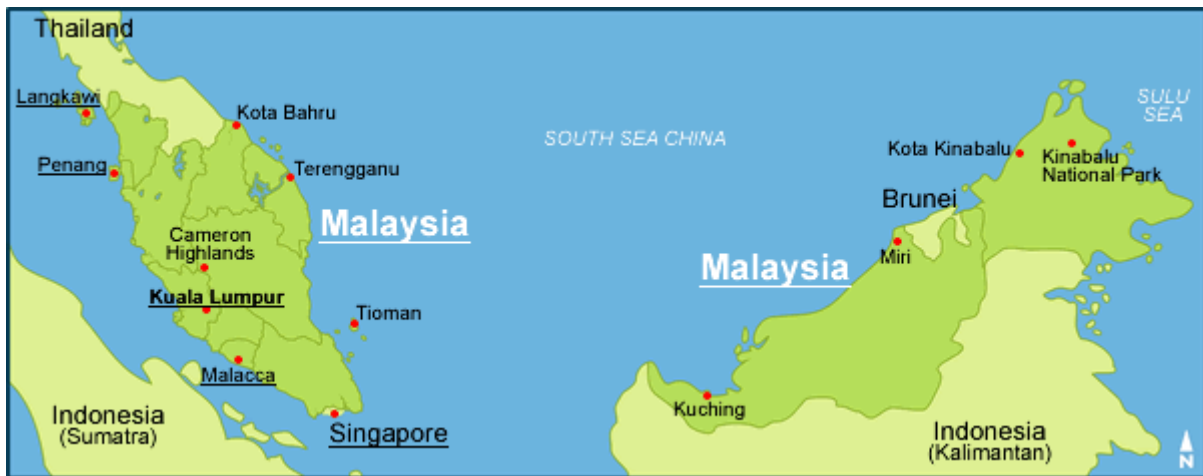 Thailand
Langkawi
Kota Bahru
SULU
SEA
SOUTH SEA CHINA
Penang
Terengganu
Kota Kinabalu
Kinabalu
National Park
Brunei
Malaysia
Cameron
Highlands
Miri
Malaysia
Kuala Lumpur
Tioman
Malacca
Kuching
Indonesia
(Sumatra)
Singapore
Indonesia
(Kalimantan)
N